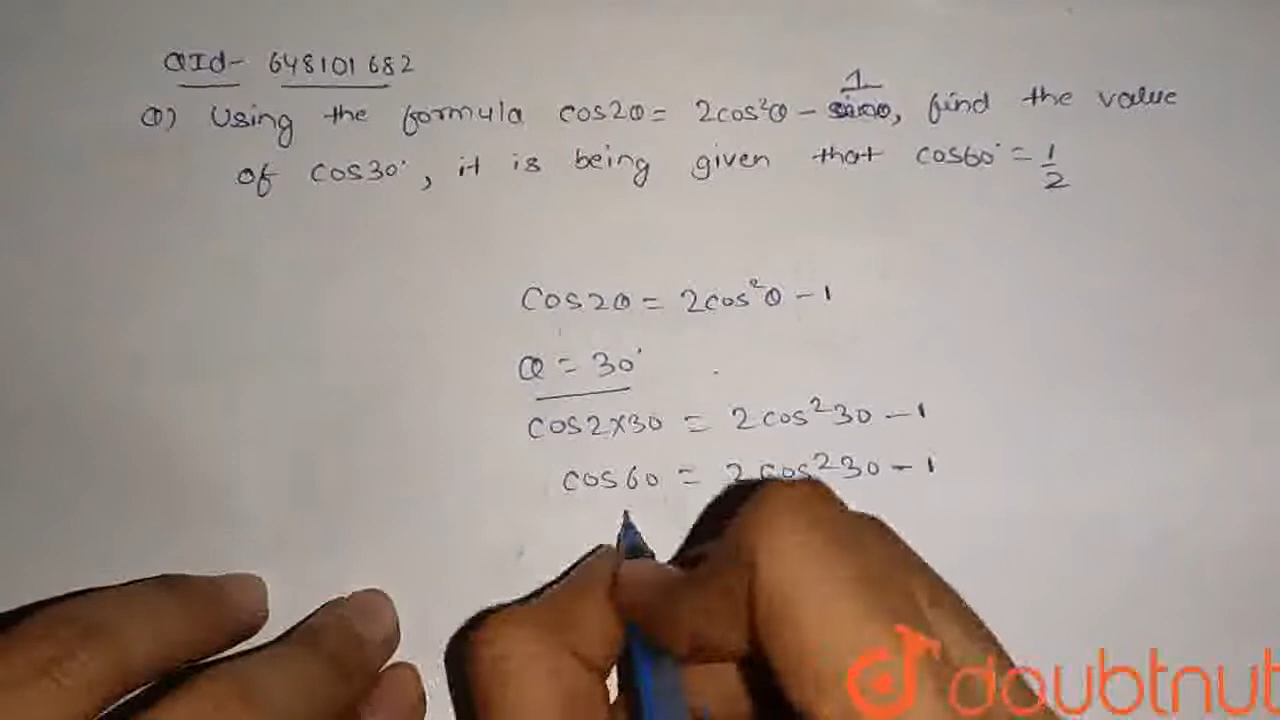 QId- 648101682
Q) Using the formula cos2θ = 2cos²θ - 1, find the value
of cos30°, it is being given that cos60° = 1/2
cos2θ = 2cos²θ - 1
θ = 30°
cos2×30 = 2cos²30 - 1
cos60 = 2cos²30 - 1
doubtnut